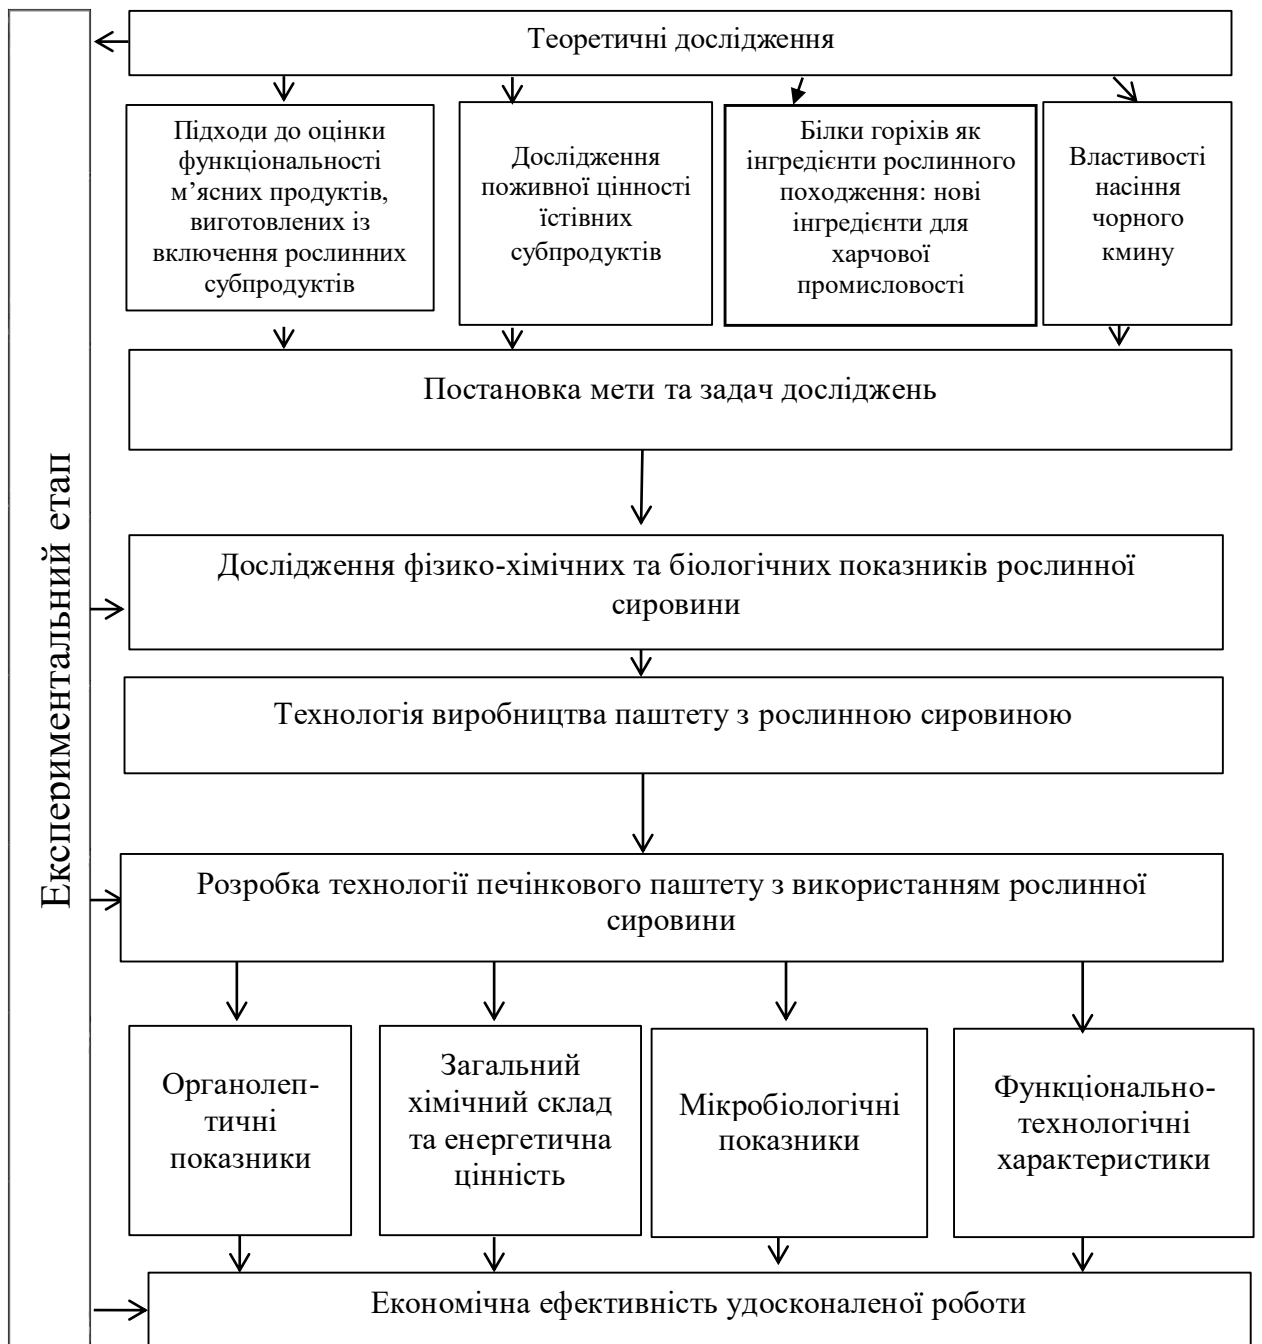 Теоретичні дослідження
Підходи до оцінки
функціональності
м’ясних продуктів,
виготовлених із
включення рослинних
субпродуктів
Дослідження
поживної цінності
їстівних
субпродуктів
Білки горіхів як
інгредієнти рослинного
походження: нові
інгредієнти для
харчової
промисловості
Властивості
насіння
чорного
кмину
Постановка мети та задач досліджень
Експериментальний етап
Дослідження фізико-хімічних та біологічних показників рослинної
сировини
Технологія виробництва паштету з рослинною сировиною
Розробка технології печінкового паштету з використанням рослинної
сировини
Органолеп-
тичні
показники
Загальний
хімічний склад
та енергетична
цінність
Мікробіологічні
показники
Функціонально-
технологічні
характеристики
Економічна ефективність удосконаленої роботи